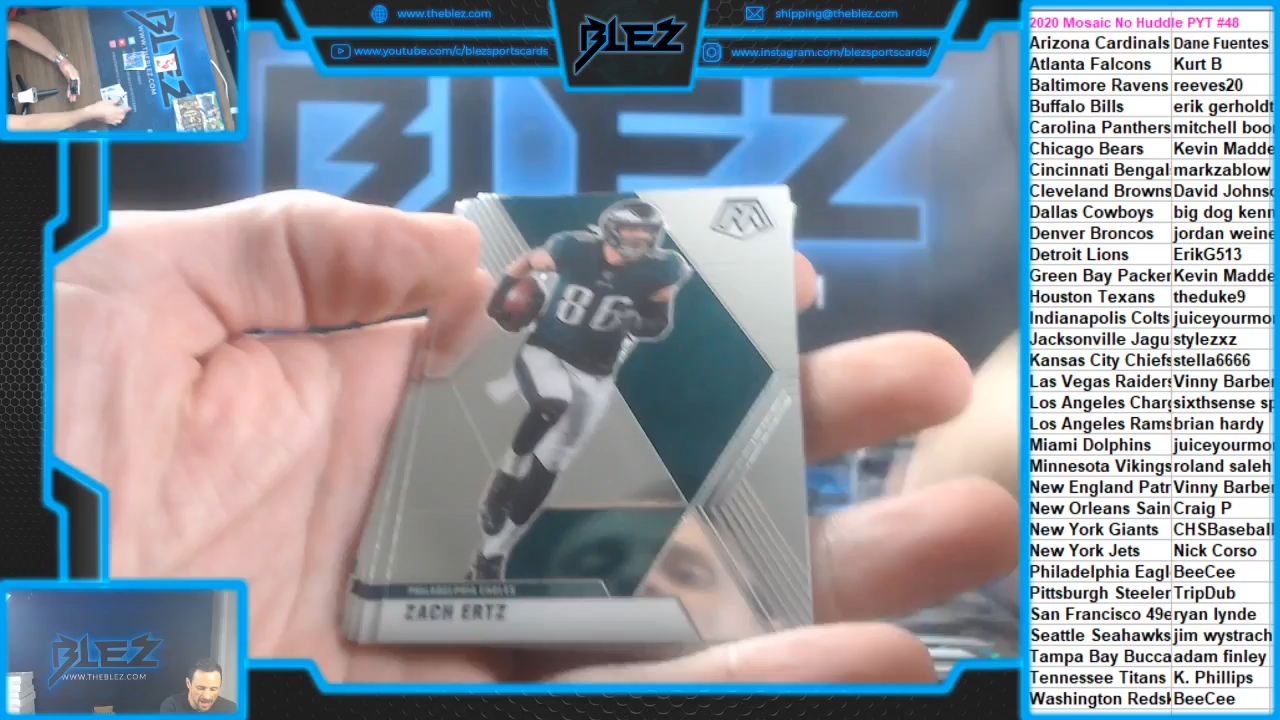 www.theblez.com
www.youtube.com/c/blezsportscards
BLEZ
shipping@theblez.com
www.instagram.com/blezsportscards/
2020 Mosaic No Huddle PYT #48
Arizona Cardinals Dane Fuentes
Atlanta Falcons Kurt B
Baltimore Ravens reeves20
Buffalo Bills erik gerholdt
Carolina Panthers mitchell boo
Chicago Bears Kevin Madde
Cincinnati Bengal markzablow
Cleveland Browns David Johnso
Dallas Cowboys big dog kenn
Denver Broncos jordan weine
Detroit Lions ErikG513
Green Bay Packer Kevin Madde
Houston Texans theduke9
Indianapolis Colts juiceyourmo
Jacksonville Jagu stylezxz
Kansas City Chiefs stella6666
Las Vegas Raiders Vinny Barber
Los Angeles Charg sixthsense sp
Los Angeles Rams brian hardy
Miami Dolphins juiceyourmo
Minnesota Vikings roland saleh
New England Patr Vinny Barber
New Orleans Sain Craig P
New York Giants CHSBaseball
New York Jets Nick Corso
Philadelphia Eagl BeeCee
Pittsburgh Steeler TripDub
San Francisco 49e ryan lynde
Seattle Seahawks jim wystrach
Tampa Bay Bucca adam finley
Tennessee Titans K. Phillips
Washington Redsk BeeCee
BLEZ
86
PHILADELPHIA EAGLES
ZACH ERTZ
BLEZ
WWW.THEBLEZ.COM
BLEZ